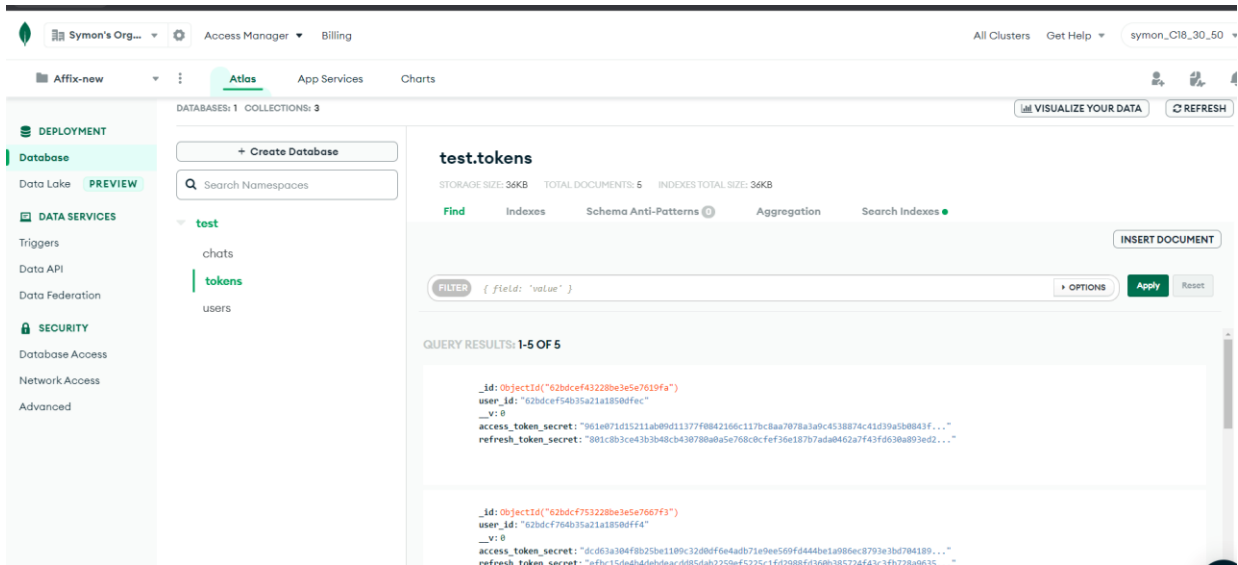 Symon's Org... Access Manager Billing All Clusters Get Help symon_C18_30_50
Affix-new Atlas App Services Charts
DATABASES: 1 COLLECTIONS: 3 VISUALIZE YOUR DATA REFRESH
DEPLOYMENT
Database
Data Lake PREVIEW
DATA SERVICES
Triggers
Data API
Data Federation
SECURITY
Database Access
Network Access
Advanced
+ Create Database
Search Namespaces
test
chats
tokens
users
test.tokens
STORAGE SIZE: 36KB TOTAL DOCUMENTS: 5 INDEXES TOTAL SIZE: 36KB
Find Indexes Schema Anti-Patterns 0 Aggregation Search Indexes
INSERT DOCUMENT
FILTER { field: 'value' } OPTIONS Apply Reset
QUERY RESULTS: 1-5 OF 5
_id: ObjectId("62bdcef43228be3e5e7619fa")
user_id: "62bdcef54b35a21a1850dfec"
__v: 0
access_token_secret: "961e071d15211ab09d11377f0842166c117bc8aa7078a3a9c4538874c41d39a5b0843f..."
refresh_token_secret: "801c8b3ce43b3b48cb430780a0a5e768c0cfef36e187b7ada0462a7f43fd630a893ed2..."
_id: ObjectId("62bdcf753228be3e5e7667f3")
user_id: "62bdcf764b35a21a1850dff4"
__v: 0
access_token_secret: "dcd63a304f8b25be1109c32d0df6e4adb71e9ee569fd444be1a986ec8793e3bd704189..."
refresh_token_secret: